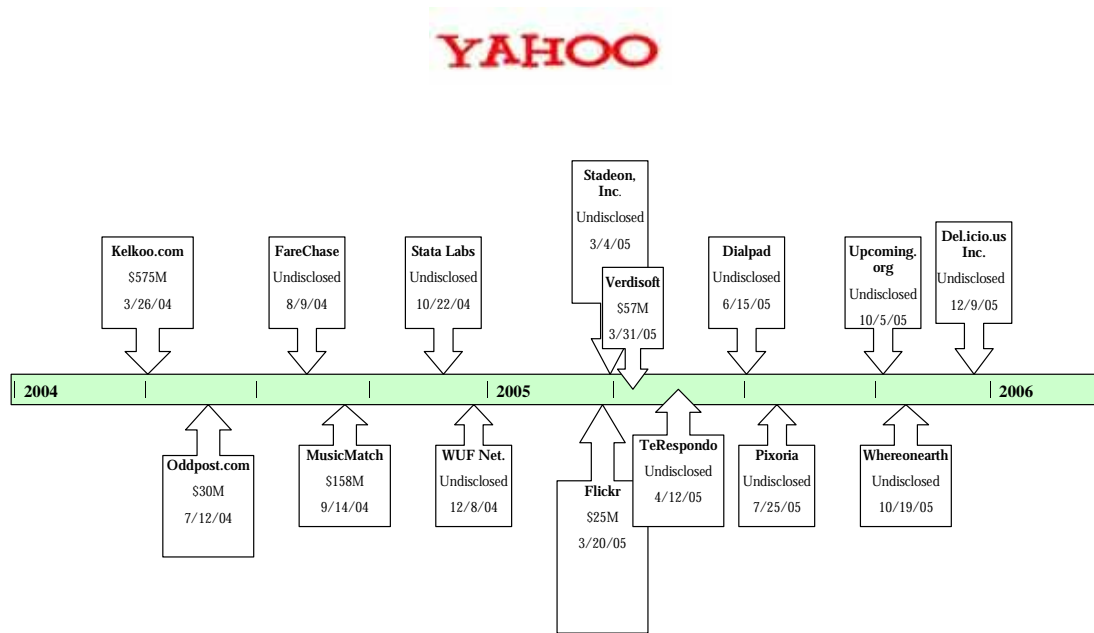 YAHOO
Stadeon,
Inc.
Undisclosed
3/4/05
Kelkoo.com
$575M
3/26/04
FareChase
Undisclosed
8/9/04
Stata Labs
Undisclosed
10/22/04
Verdisoft
$57M
3/31/05
Dialpad
Undisclosed
6/15/05
Upcoming.
org
Undisclosed
10/5/05
Del.icio.us
Inc.
Undisclosed
12/9/05
2004
2005
2006
Oddpost.com
$30M
7/12/04
MusicMatch
$158M
9/14/04
WUF Net.
Undisclosed
12/8/04
Flickr
$25M
3/20/05
TeRespondo
Undisclosed
4/12/05
Pixoria
Undisclosed
7/25/05
Whereonearth
Undisclosed
10/19/05